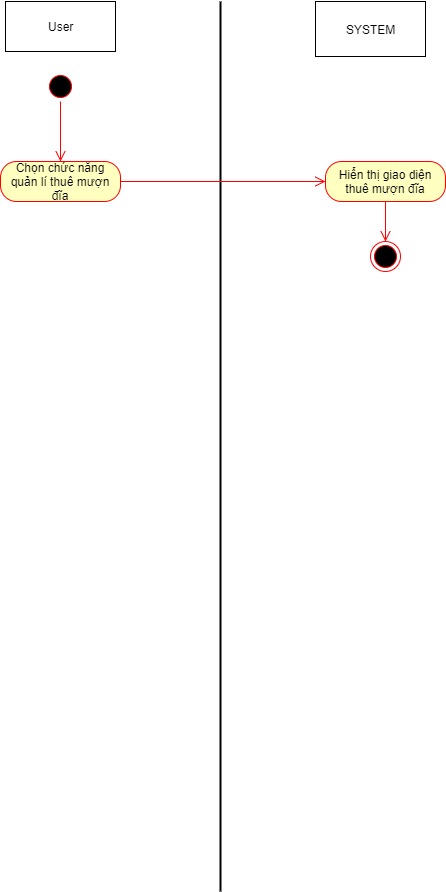 User
SYSTEM
Chọn chức năng
quản lí thuê mượn
đĩa
Hiển thị giao diện
thuê mượn đĩa